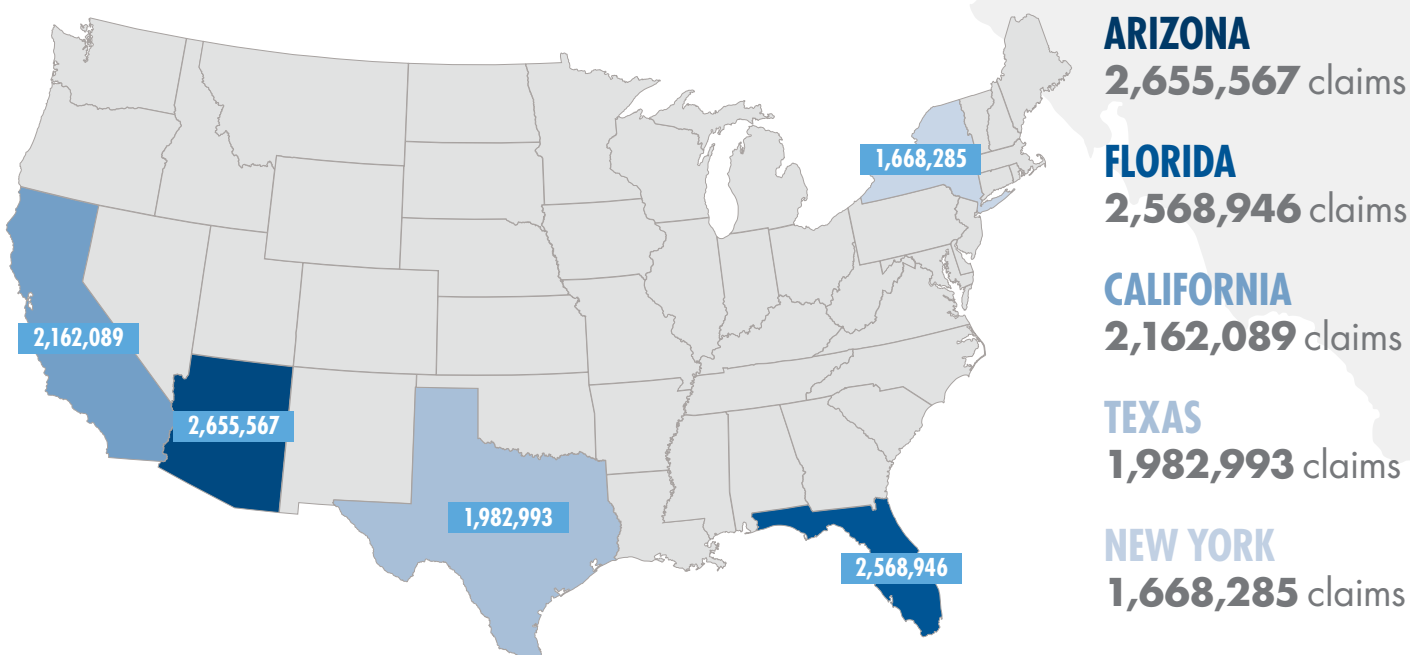 1,668,285
2,162,089
2,655,567
1,982,993
2,568,946
ARIZONA
2,655,567 claims
FLORIDA
2,568,946 claims
CALIFORNIA
2,162,089 claims
TEXAS
1,982,993 claims
NEW YORK
1,668,285 claims